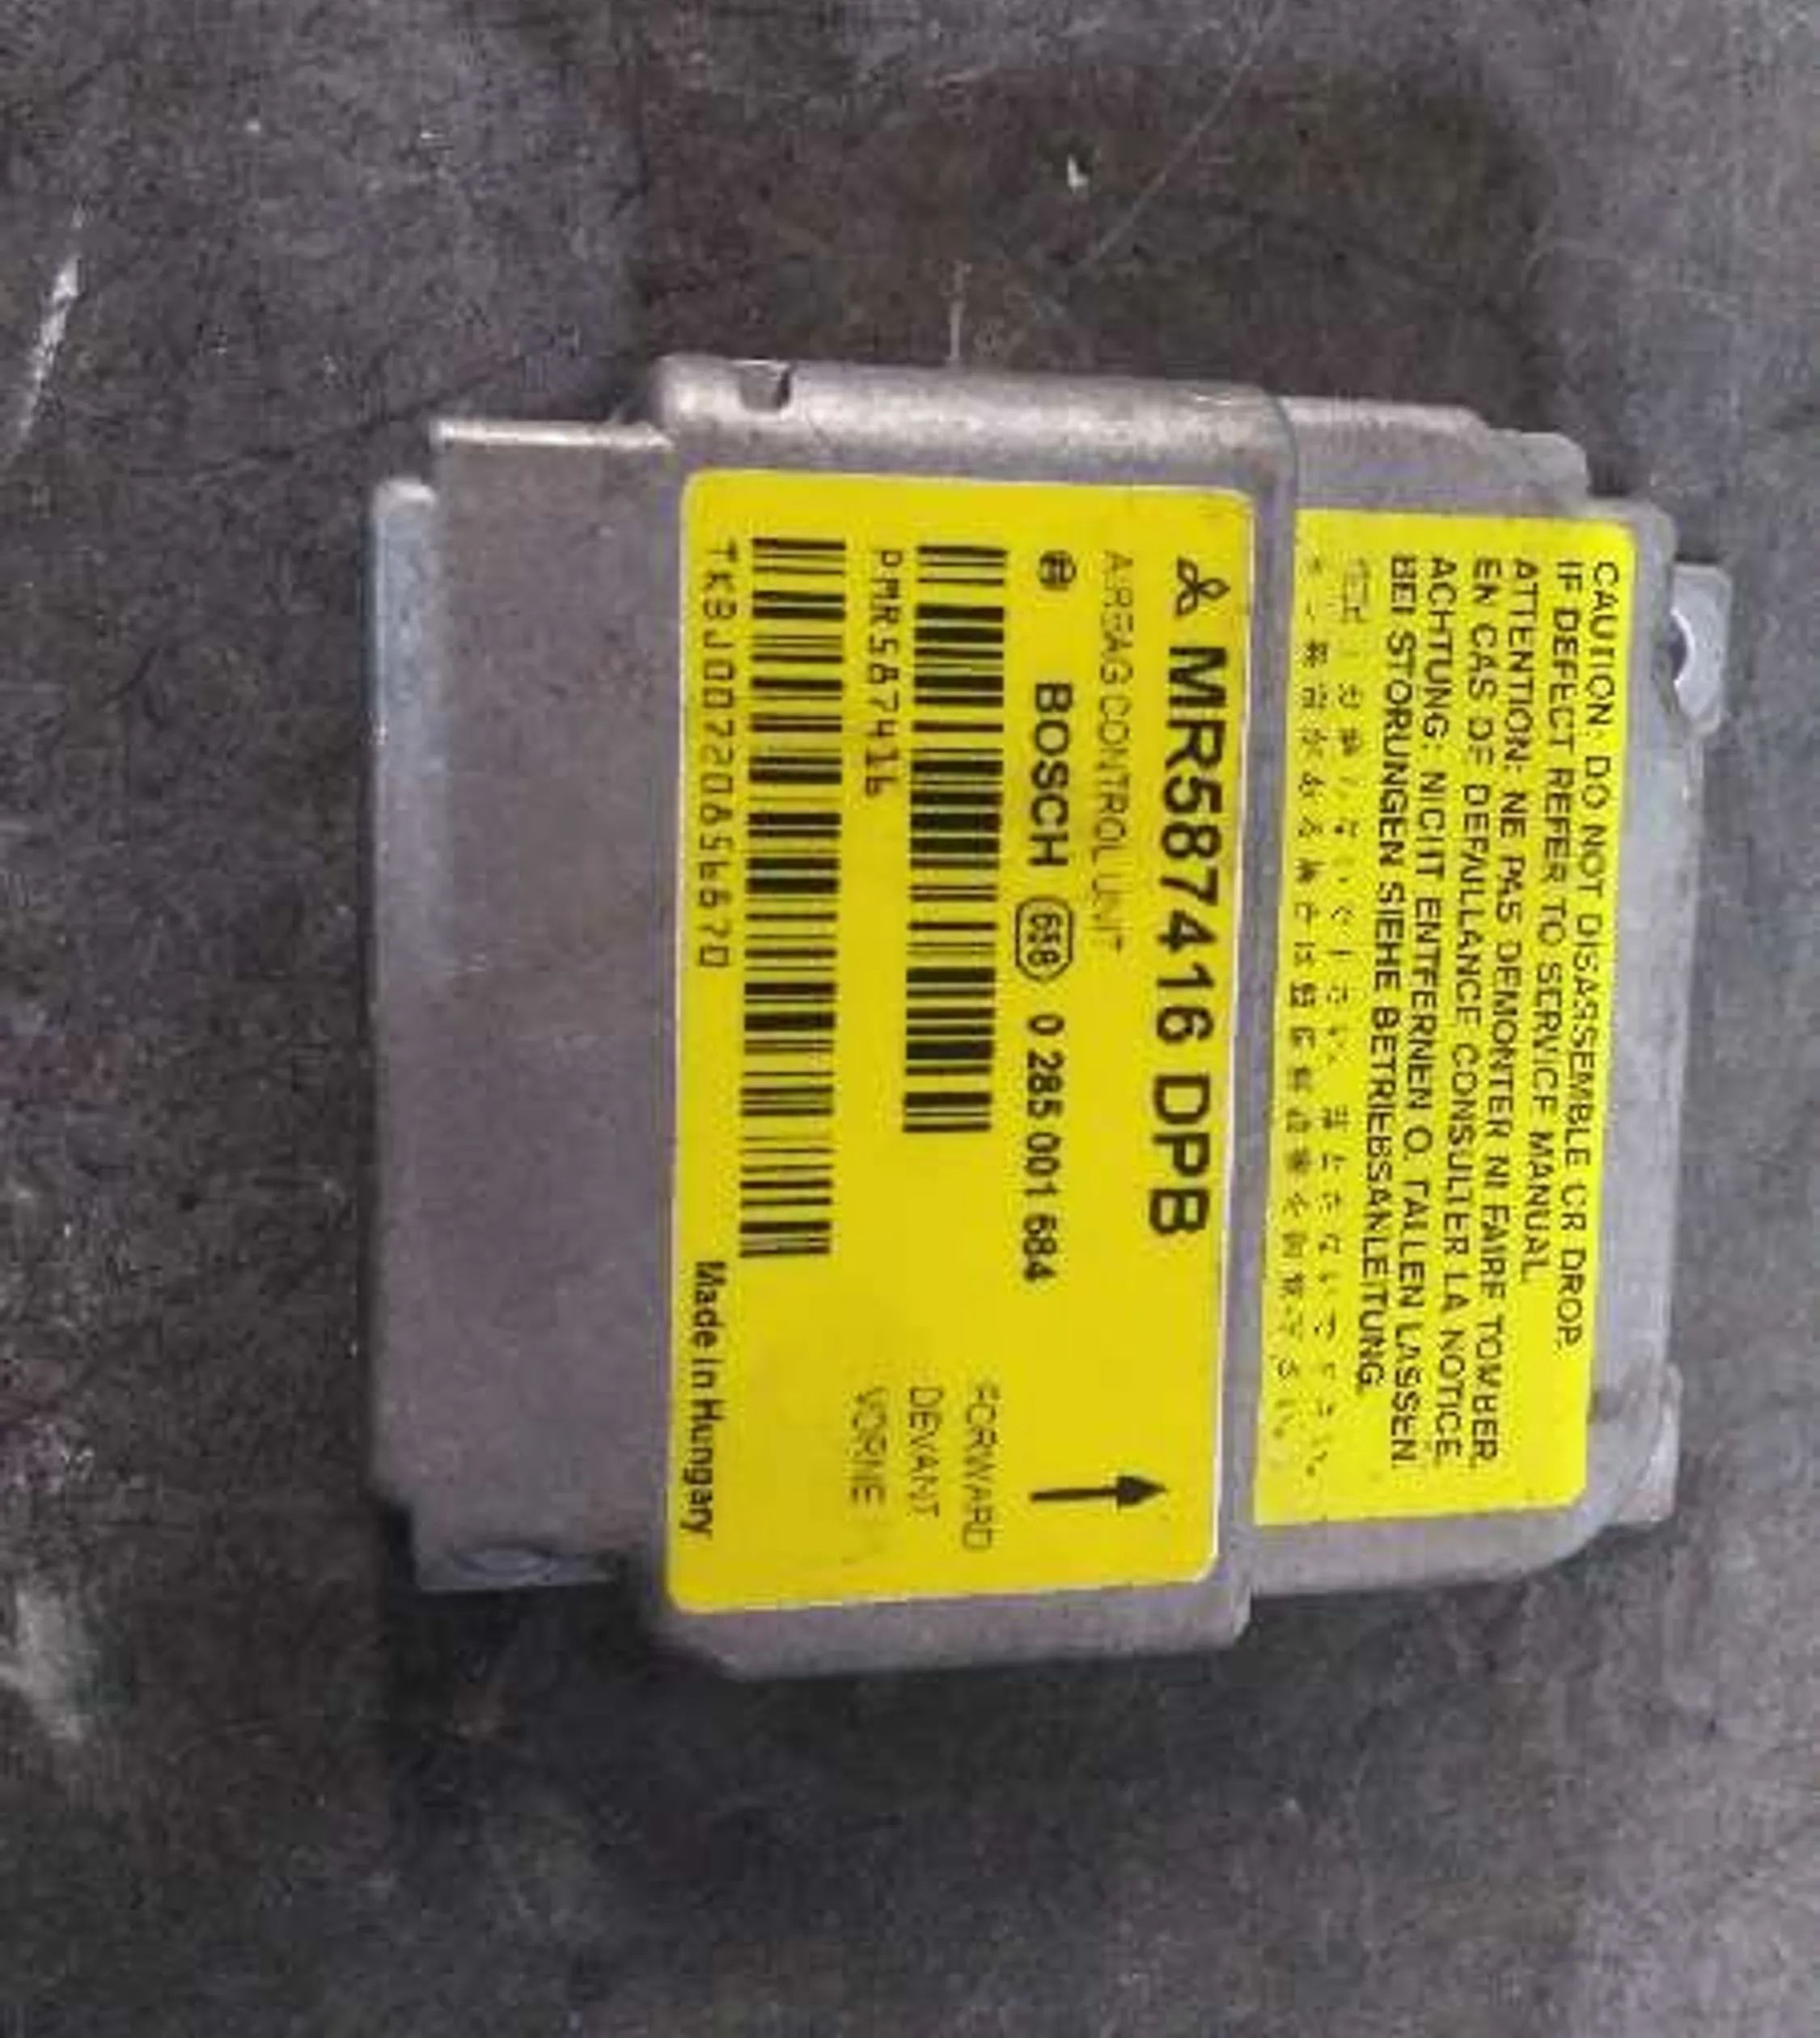 CAUTION: DO NOT DISASSEMBLE OR DROP.
IF DEFECT REFER TO SERVICE MANUAL.
ATTENTION: NE PAS DEMONTER NI FAIRE TOMBER.
EN CAS DE DEFAILLANCE CONSULTER LA NOTICE.
ACHTUNG: NICHT ENTFERNEN O. FALLEN LASSEN.
BEI STORUNGEN SIEHE BETRIEBSANLEITUNG.
MR587416 DPB
AIRBAG CONTROL UNIT
BOSCH 0 285 001 684
PMR587416
FORWARD
DEVANT
VORNE
Made in Hungary